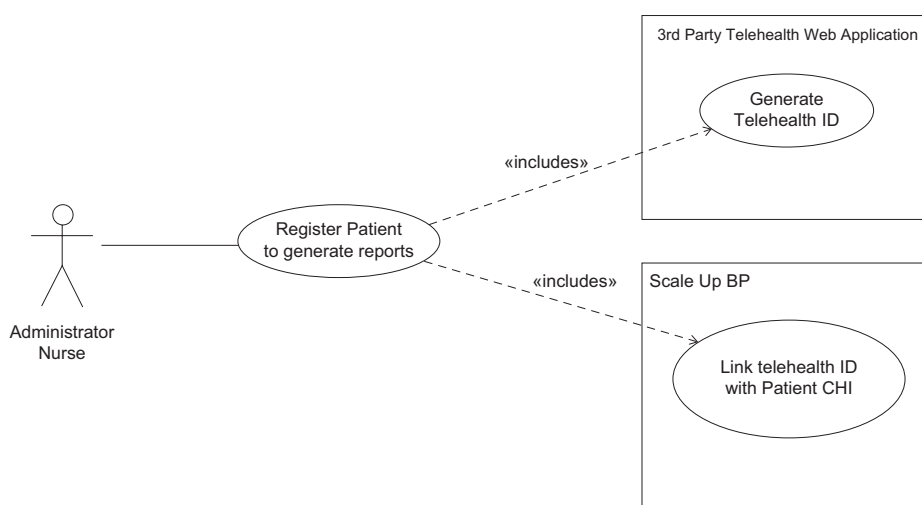 3rd Party Telehealth Web Application
Generate
Telehealth ID
«includes»
Register Patient
to generate reports
«includes»
Scale Up BP
Administrator
Nurse
Link telehealth ID
with Patient CHI